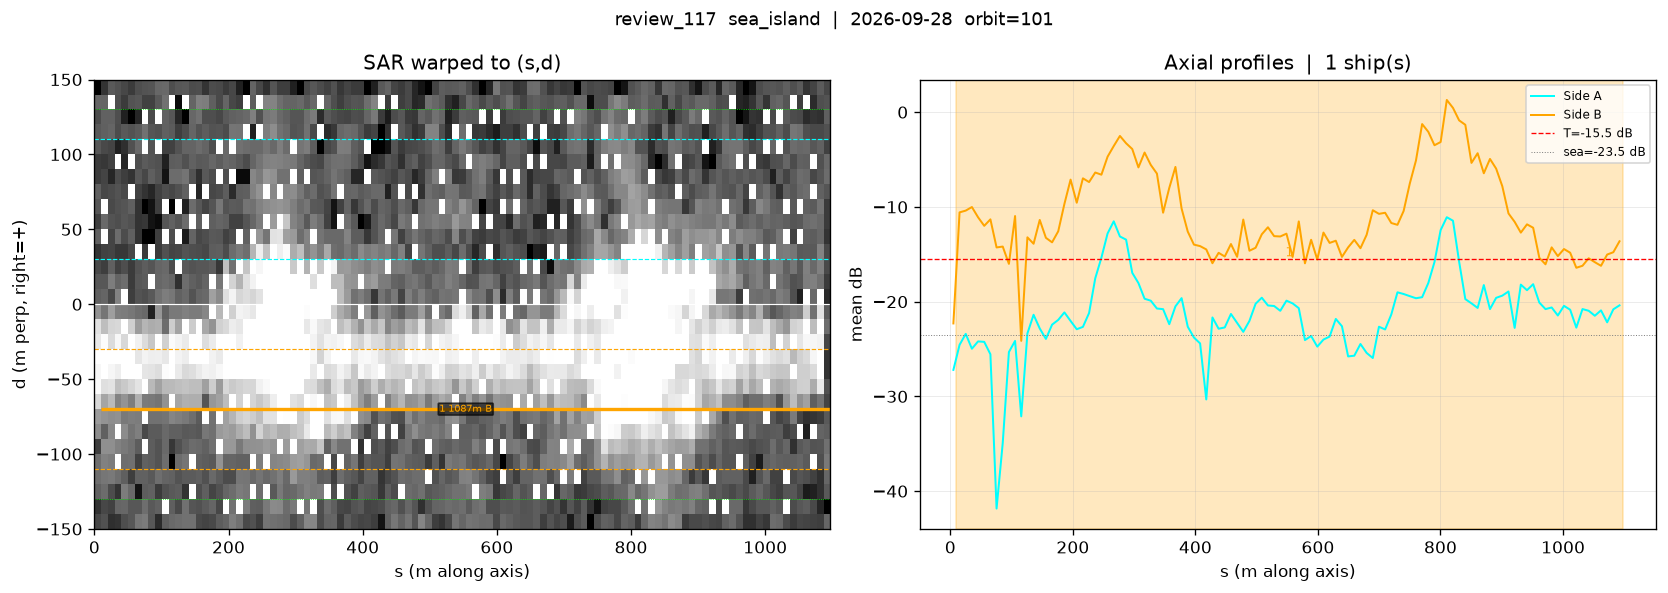 review_117  sea_island  |  2026-09-28  orbit=101
SAR warped to (s,d)
d (m perp, right=+)
150
100
50
0
−50
−100
−150
1 1087m B
0
200
400
600
800
1000
s (m along axis)
Axial profiles  |  1 ship(s)
mean dB
0
−10
−20
−30
−40
Side A
Side B
T=-15.5 dB
sea=-23.5 dB
1
0
200
400
600
800
1000
s (m along axis)